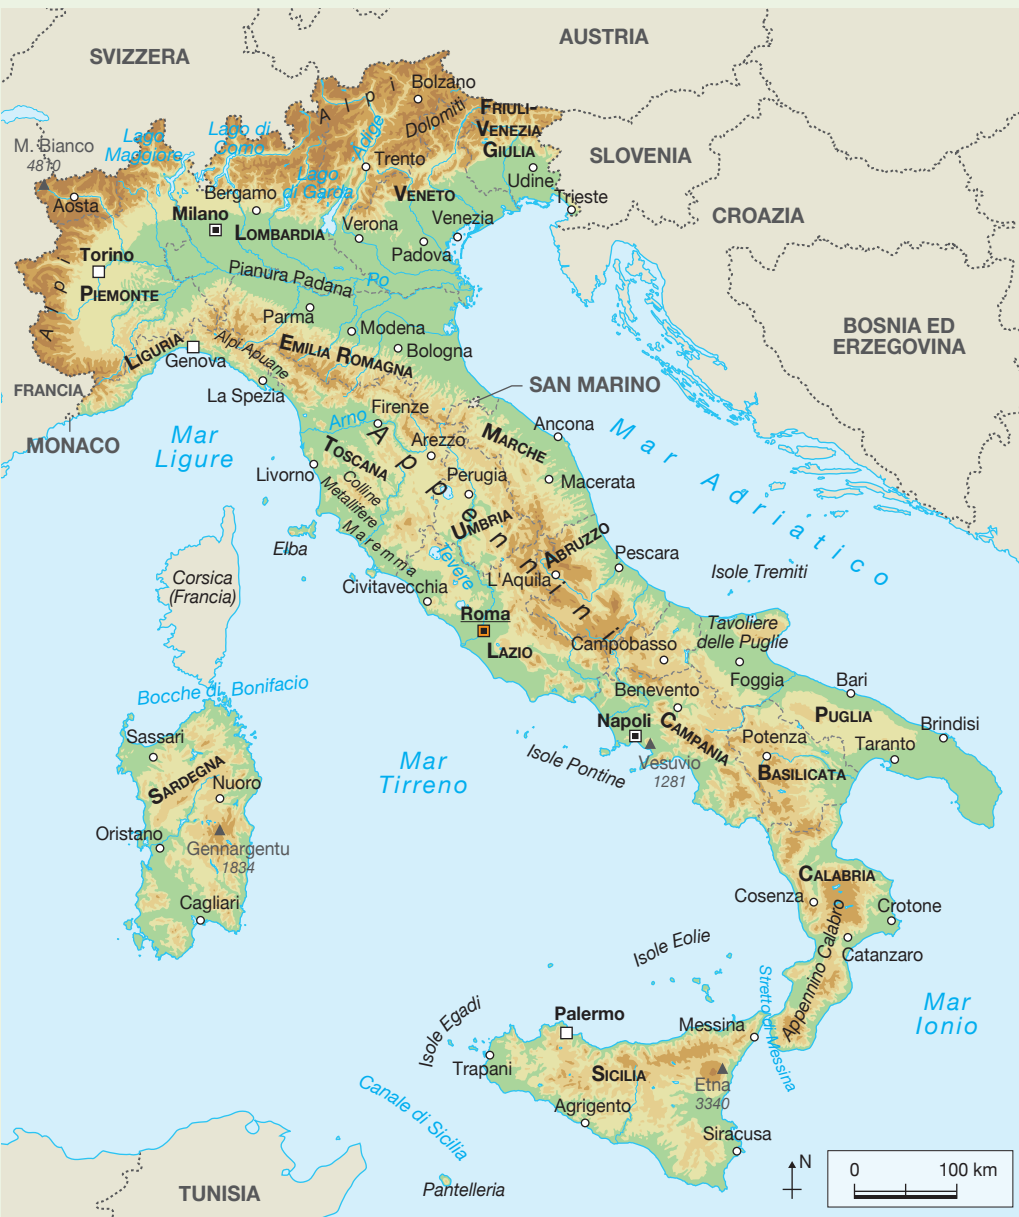 SVIZZERA
AUSTRIA
SLOVENIA
CROAZIA
BOSNIA ED
ERZEGOVINA
FRANCIA
MONACO
SAN MARINO
TUNISIA
M. Bianco
4810
Aosta
Lago
Maggiore
Lago di
Como
Lago
di Garda
Adige
Alpi
Bolzano
Dolomiti
Trento
FRIULI-
VENEZIA
GIULIA
Udine
Trieste
VENETO
Bergamo
Milano
LOMBARDIA
Verona
Venezia
Padova
Torino
PIEMONTE
Alpi
Pianura Padana
Po
Parma
Modena
Bologna
EMILIA ROMAGNA
LIGURIA
Genova
Alpi Apuane
La Spezia
Mar
Ligure
Arno
Firenze
Arezzo
Appennini
TOSCANA
Livorno
Colline
Metallifere
Maremma
Elba
Ancona
MARCHE
Macerata
Perugia
UMBRIA
Tevere
ABRUZZO
Pescara
L'Aquila
Civitavecchia
Roma
LAZIO
Mar Adriatico
Isole Tremiti
Corsica
(Francia)
Bocche di Bonifacio
Campobasso
Tavoliere
delle Puglie
Foggia
Benevento
Bari
PUGLIA
Brindisi
Taranto
Napoli
CAMPANIA
Vesuvio
1281
Potenza
BASILICATA
Isole Pontine
Mar
Tirreno
Sassari
SARDEGNA
Nuoro
Oristano
Gennargentu
1834
Cagliari
CALABRIA
Cosenza
Crotone
Catanzaro
Appennino Calabro
Isole Eolie
Stretto di Messina
Mar
Ionio
Isole Egadi
Palermo
Messina
Trapani
SICILIA
Etna
3340
Agrigento
Siracusa
Canale di Sicilia
Pantelleria
N
0 100 km